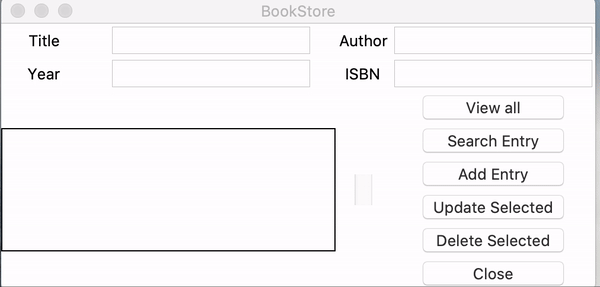 BookStore
Title Author
Year ISBN
View all
Search Entry
Add Entry
Update Selected
Delete Selected
Close